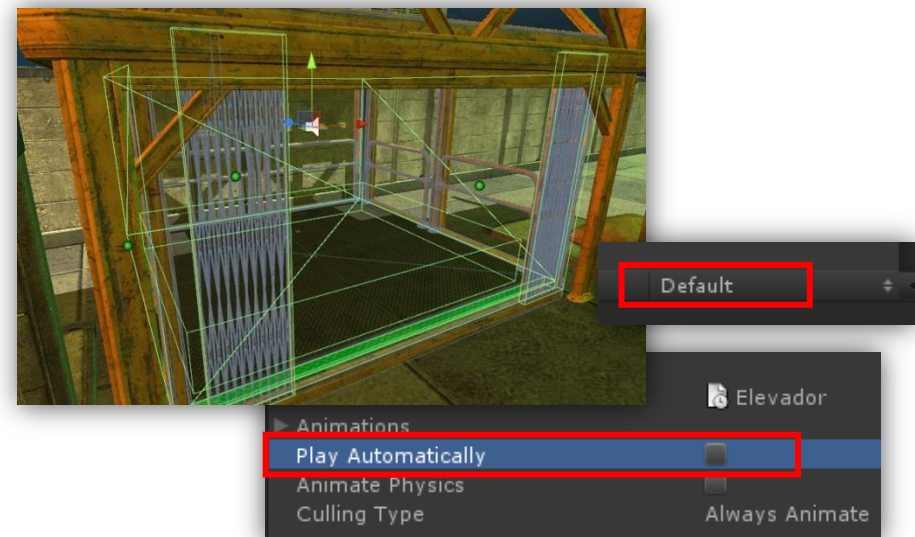 Default
Elevador
Animations
Play Automatically
Animate Physics
Culling Type Always Animate